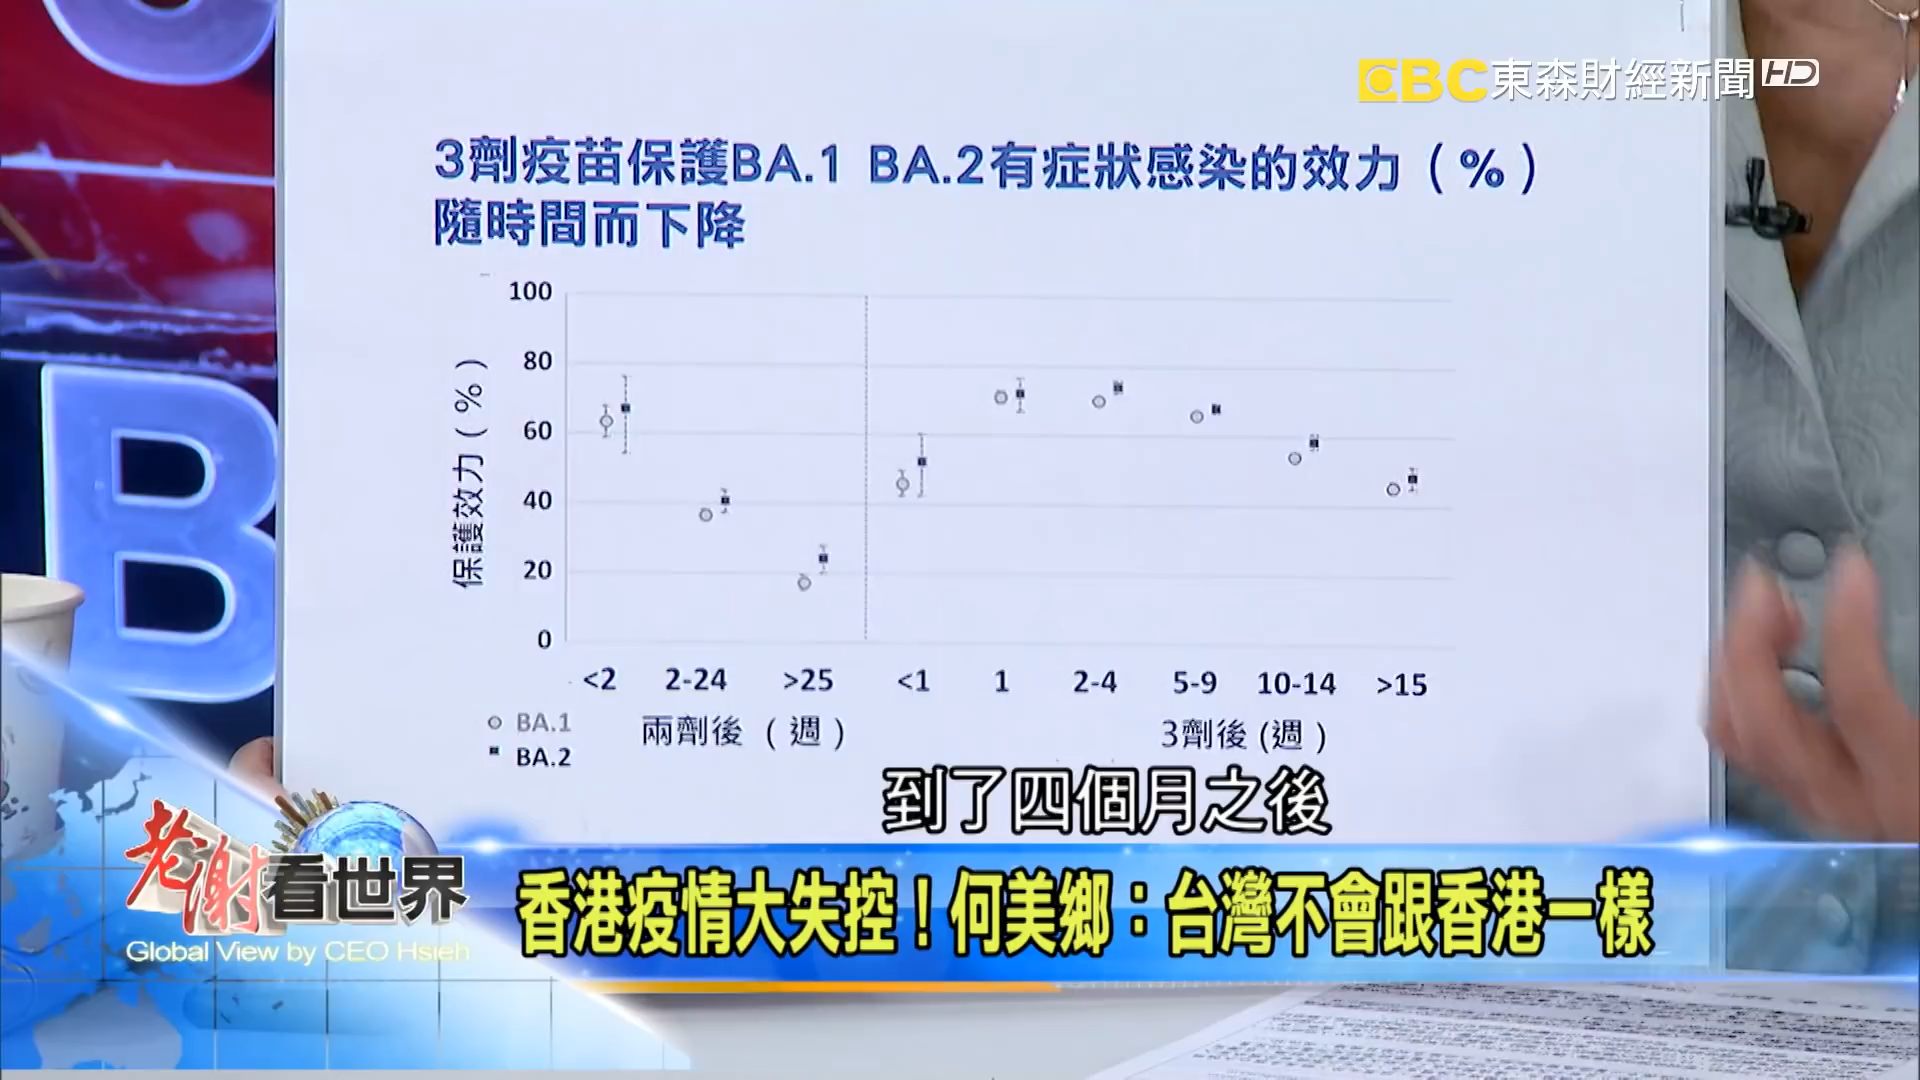 EBC東森財經新聞HD
3劑疫苗保護BA.1 BA.2有症狀感染的效力（%）
隨時間而下降
保護效力（%）
100
80
60
40
20
0
<2 2-24 >25 <1 1 2-4 5-9 10-14 >15
兩劑後（週） 3劑後(週)
BA.1
BA.2
到了四個月之後
老謝看世界
Global View by CEO Hsieh
香港疫情大失控！何美鄉：台灣不會跟香港一樣
B